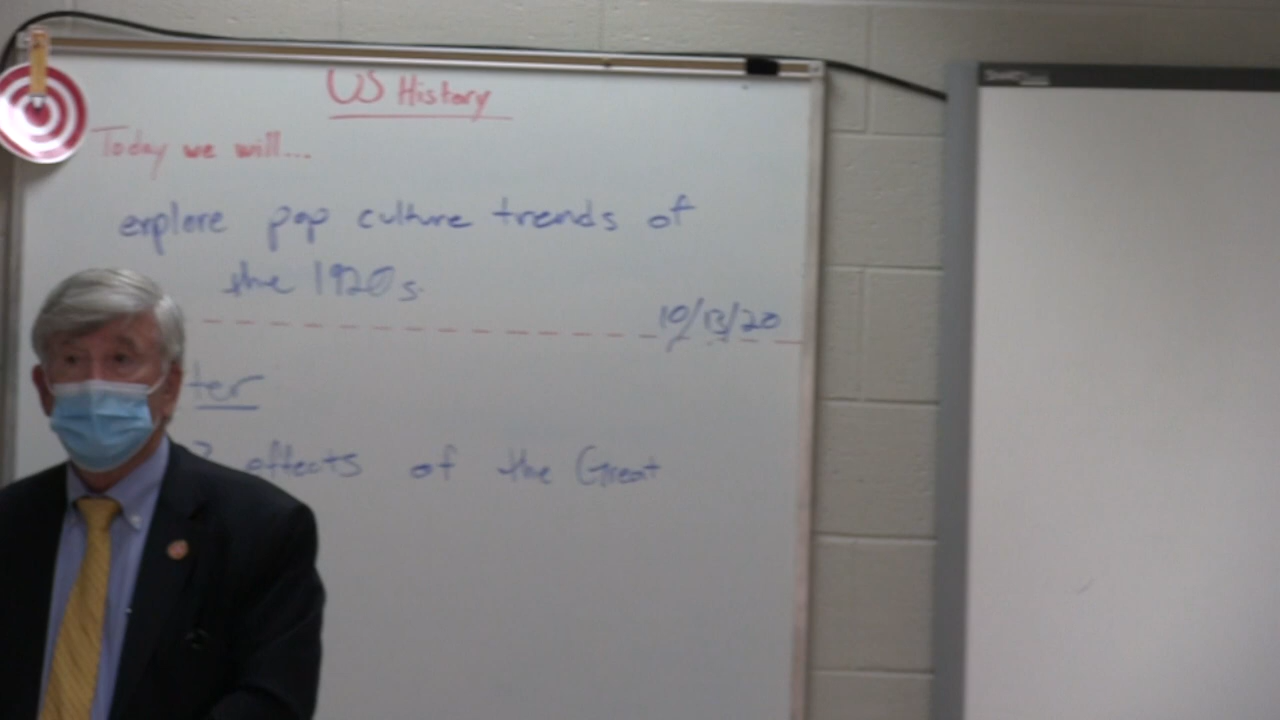 US History
Today we will...
explore pop culture trends of
the 1920s
10/13/20
ter
3 effects of the Great